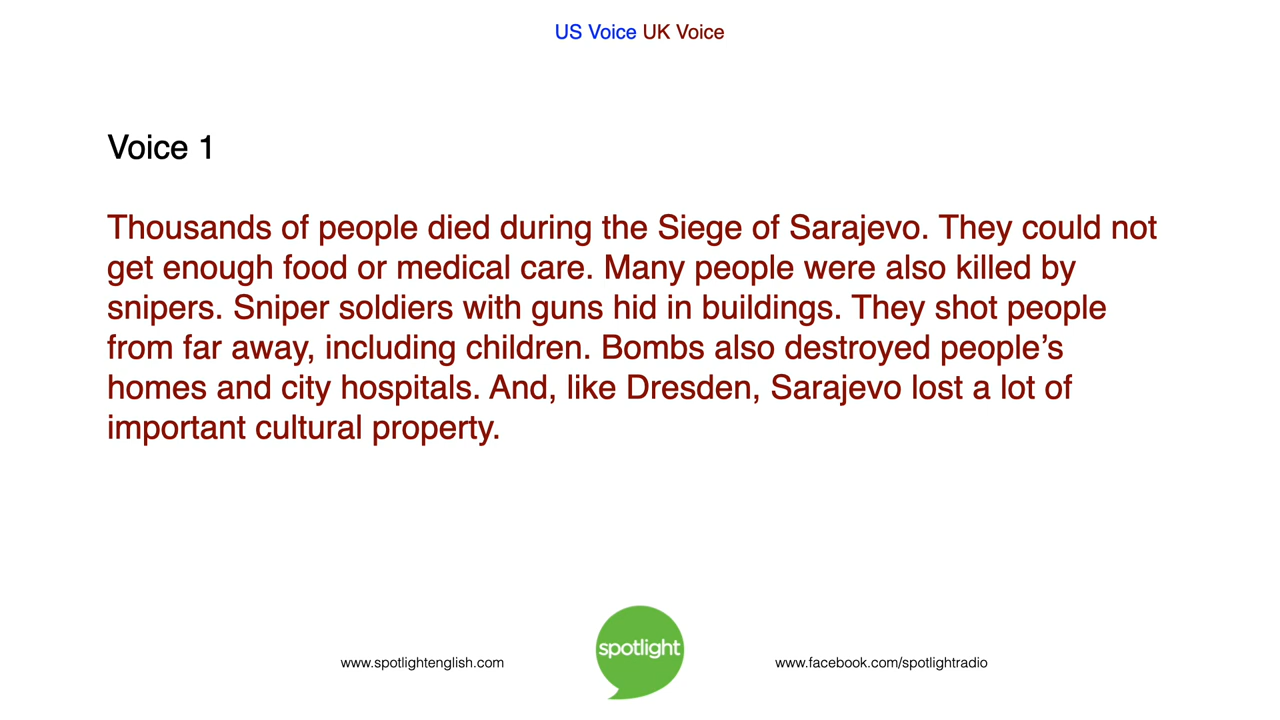 US Voice UK Voice
Voice 1
Thousands of people died during the Siege of Sarajevo. They could not
get enough food or medical care. Many people were also killed by
snipers. Sniper soldiers with guns hid in buildings. They shot people
from far away, including children. Bombs also destroyed people’s
homes and city hospitals. And, like Dresden, Sarajevo lost a lot of
important cultural property.
spotlight
www.spotlightenglish.com
www.facebook.com/spotlightradio